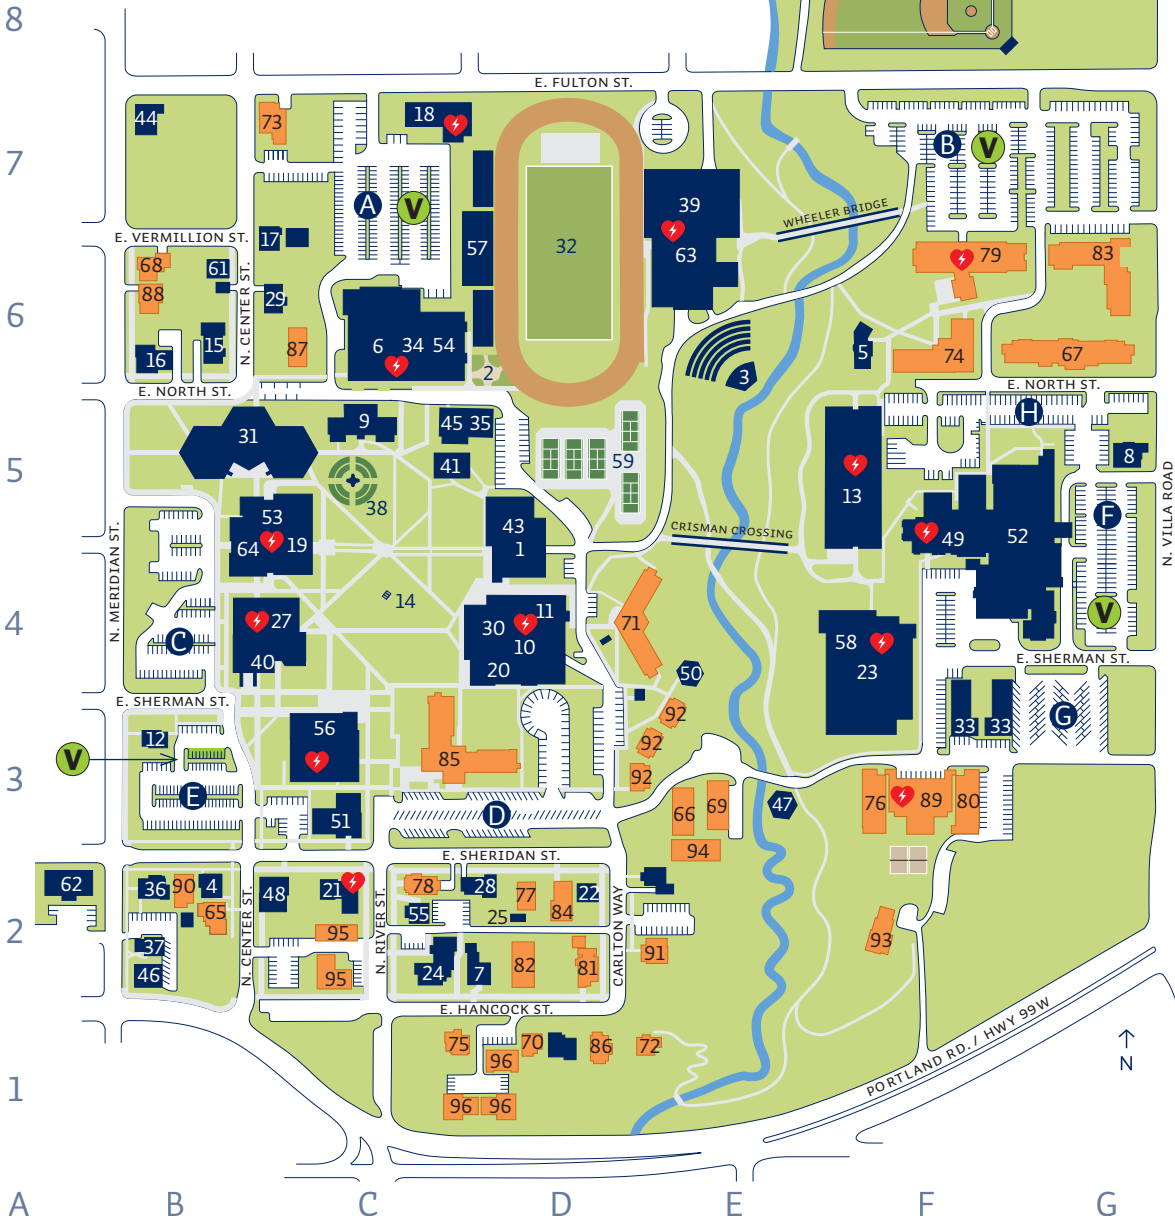 8
E. FULTON ST.
44
73
18
B
V
7
A
V
39
WHEELER BRIDGE
E. VERMILLION ST.
17
57
32
63
79
83
68
61
88
29
N. CENTER ST.
6
15
16
87
6 34 54
2
3
5
74
67
E. NORTH ST.
E. NORTH ST.
H
31
9
45 35
41
59
8
5
38
13
N. VILLA ROAD
53
64 19
43
1
CRISMAN CROSSING
49
52
F
N. MERIDIAN ST.
14
4
27
40
C
30
11
10
20
71
58
23
V
E. SHERMAN ST.
50
E. SHERMAN ST.
92
92
92
33
33
G
56
12
V
3
85
E
51
D
66
69
47
76
89
80
94
E. SHERIDAN ST.
62
36
90
4
65
48
21
78
28
77
22
55
25
84
CARLTON WAY
2
N. CENTER ST.
N. RIVER ST.
95
95
37
46
24
7
82
81
91
93
E. HANCOCK ST.
75
70
86
72
96
96
96
PORTLAND RD. / HWY 99W
N
1
A
B
C
D
E
F
G